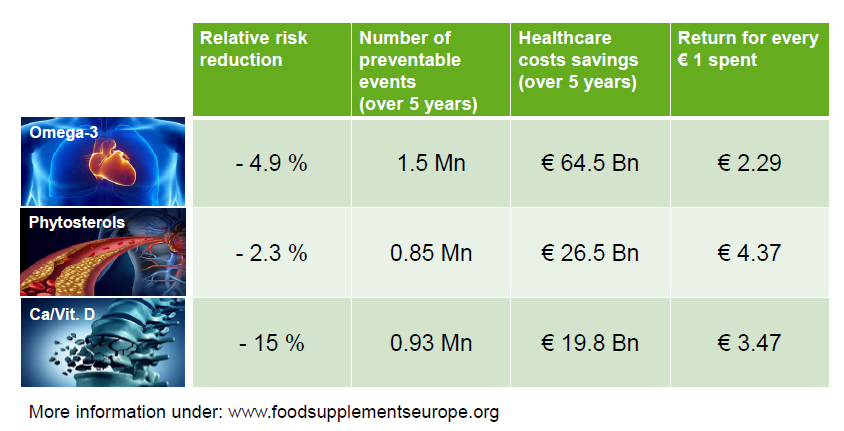 Relative risk
reduction
Number of
preventable
events
(over 5 years)
Healthcare
costs savings
(over 5 years)
Return for every
€ 1 spent
Omega-3
- 4.9 %
1.5 Mn
€ 64.5 Bn
€ 2.29
Phytosterols
- 2.3 %
0.85 Mn
€ 26.5 Bn
€ 4.37
Ca/Vit. D
- 15 %
0.93 Mn
€ 19.8 Bn
€ 3.47
More information under: www.foodsupplementseurope.org